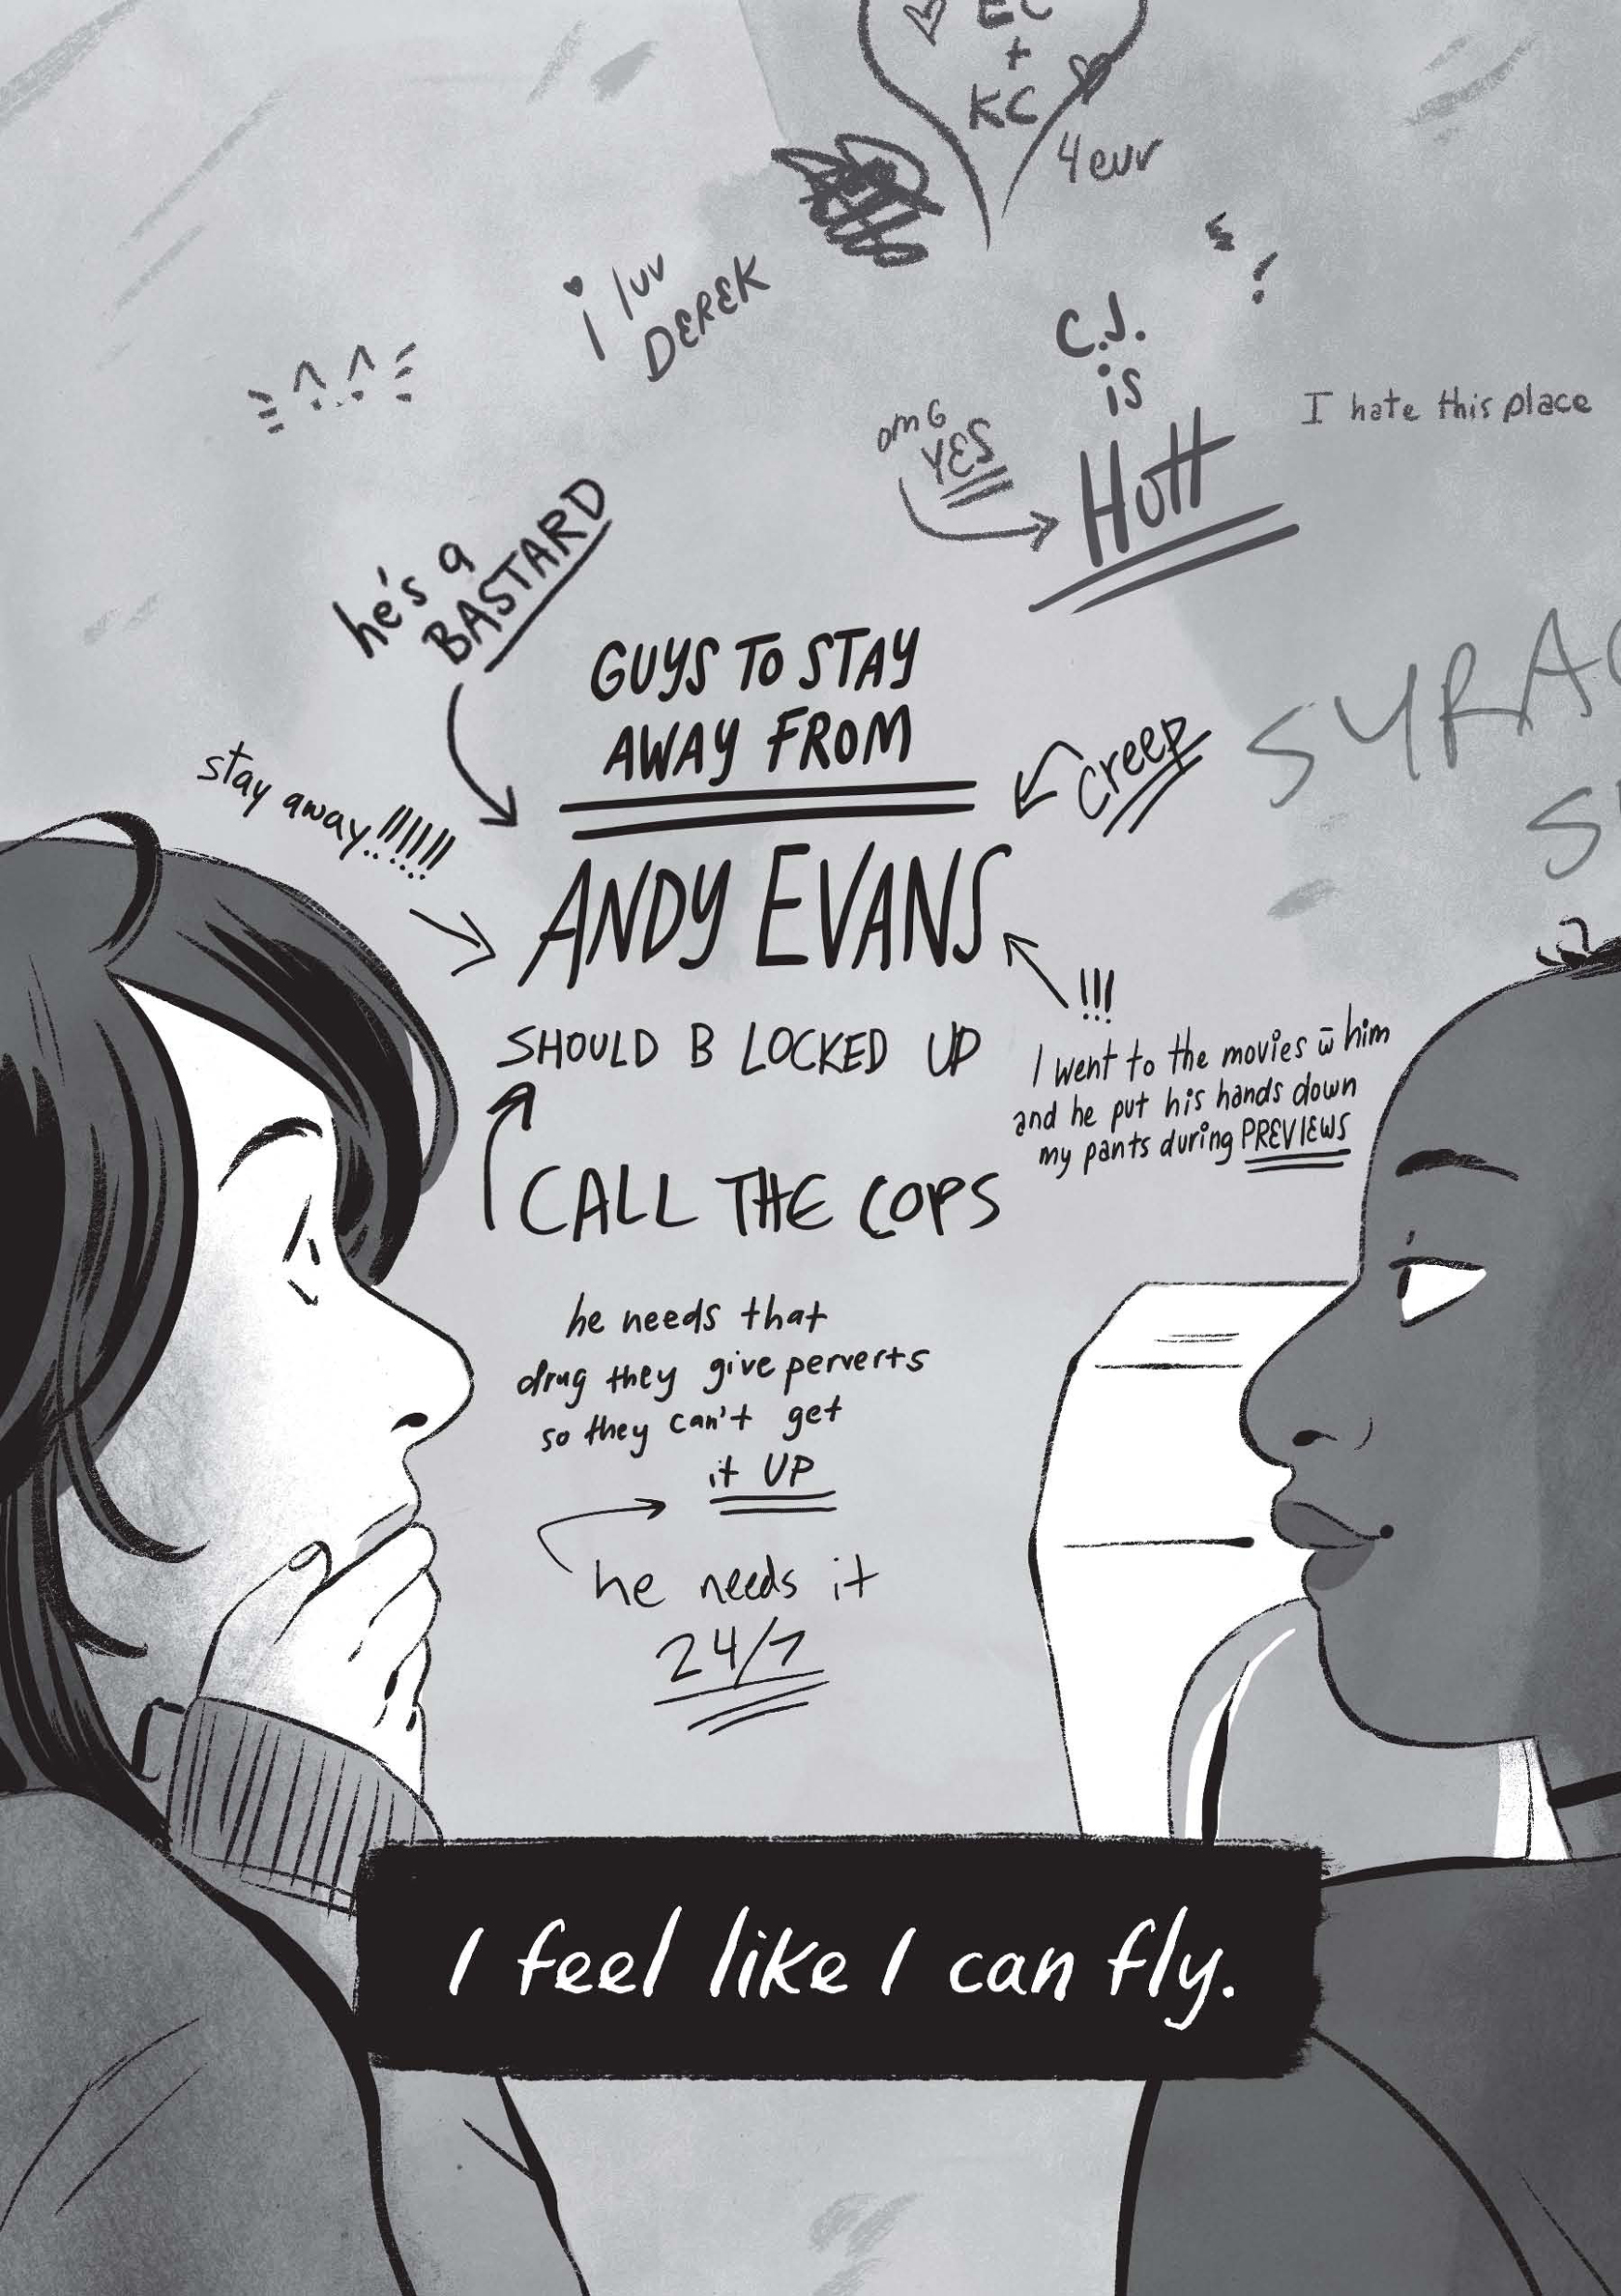 EC
+
KC
4evr
i luv
DEREK
C.J.
is
HOTT
omG
YES
I hate this place
he's a
BASTARD
GUYS TO STAY
AWAY FROM
stay away!!!!!!!
creep
ANDY EVANS
SHOULD B LOCKED UP
!!!
I went to the movies w̄ him
and he put his hands down
my pants during PREVIEWS
CALL THE COPS
he needs that
drug they give perverts
so they can't get
it UP
he needs it
24/7
I feel like I can fly.